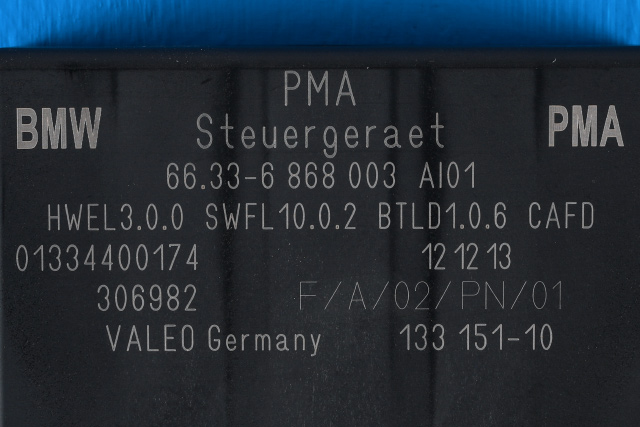 PMA
BMW Steuergeraet PMA
66.33-6 868 003 AI01
HWEL3.0.0 SWFL10.0.2 BTLD1.0.6 CAFD
01334400174 12 12 13
306982 F/A/02/PN/01
VALEO Germany 133 151-10